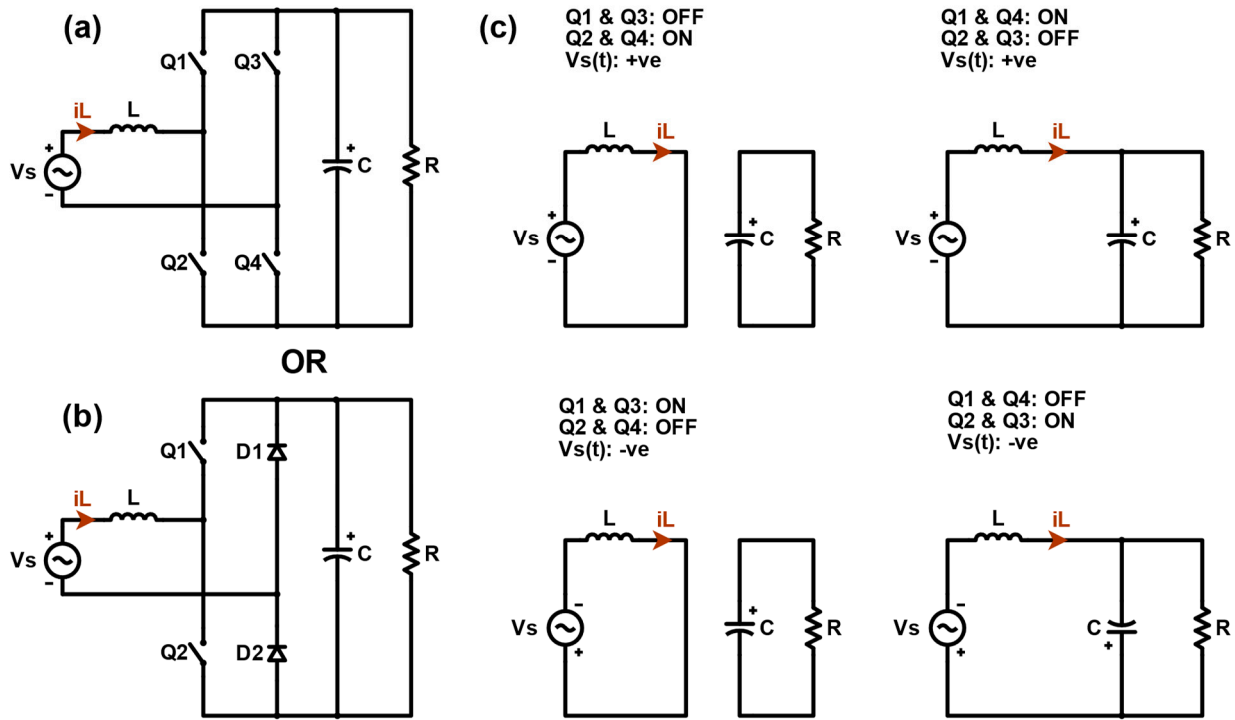 (a)
Q1
Q3
iL
L
+
Vs
-
+
C
R
Q2
Q4
OR
(b)
Q1
D1
iL
L
+
Vs
-
+
C
R
Q2
D2
(c)
Q1 & Q3: OFF
Q2 & Q4: ON
Vs(t): +ve
L
iL
+
Vs
-
+
C
R
Q1 & Q4: ON
Q2 & Q3: OFF
Vs(t): +ve
L
iL
+
Vs
-
+
C
R
Q1 & Q3: ON
Q2 & Q4: OFF
Vs(t): -ve
L
iL
-
Vs
+
+
C
R
Q1 & Q4: OFF
Q2 & Q3: ON
Vs(t): -ve
L
iL
-
Vs
+
C
+
R